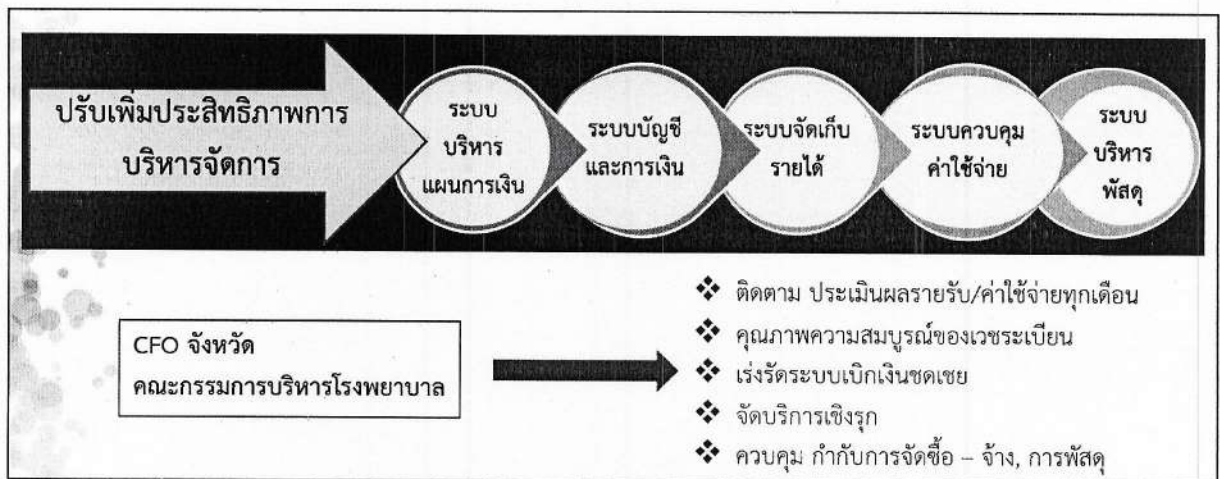 ปรับเพิ่มประสิทธิภาพการ
บริหารจัดการ
ระบบ
บริหาร
แผนการเงิน
ระบบบัญชี
และการเงิน
ระบบจัดเก็บ
รายได้
ระบบควบคุม
ค่าใช้จ่าย
ระบบ
บริหาร
พัสดุ
CFO จังหวัด
คณะกรรมการบริหารโรงพยาบาล
❖ ติดตาม ประเมินผลรายรับ/ค่าใช้จ่ายทุกเดือน
❖ คุณภาพความสมบูรณ์ของเวชระเบียน
❖ เร่งรัดระบบเบิกเงินชดเชย
❖ จัดบริการเชิงรุก
❖ ควบคุม กำกับการจัดซื้อ – จ้าง, การพัสดุ